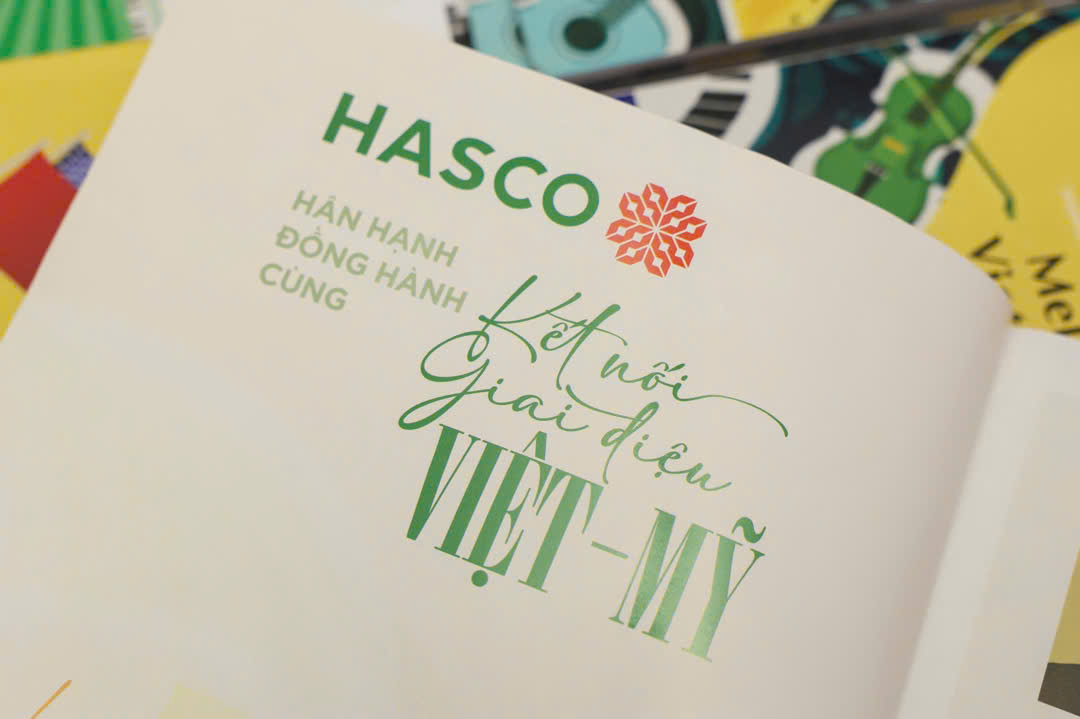 HASCO
HÂN HẠNH
ĐỒNG HÀNH
CÙNG
Kết nối
Giai điệu
VIỆT-MỸ